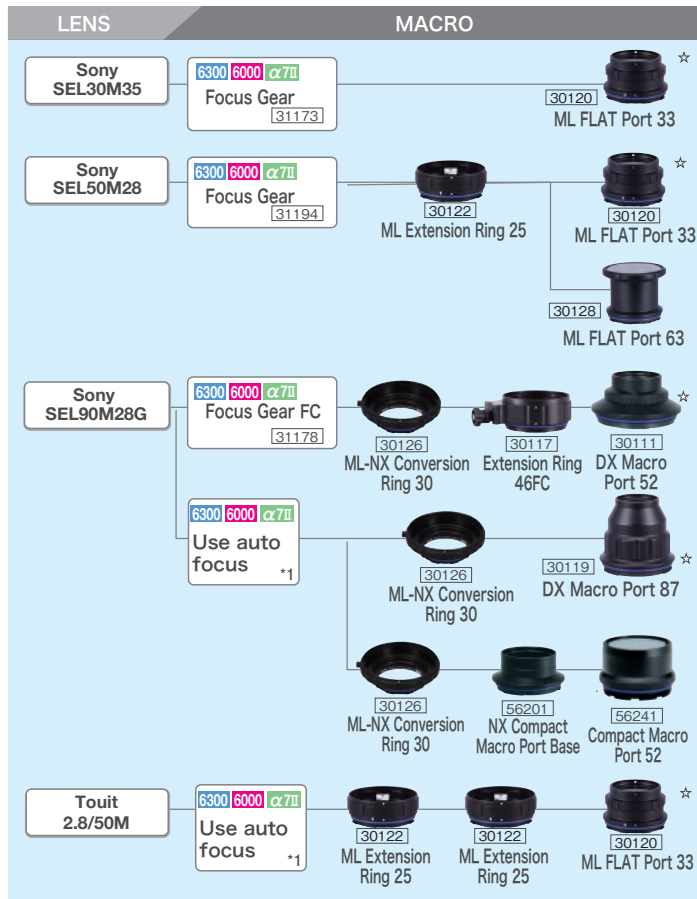 LENS
MACRO
Sony
SEL30M35
6300 6000 α7II
Focus Gear
31173
☆
30120
ML FLAT Port 33
Sony
SEL50M28
6300 6000 α7II
Focus Gear
31194
30122
ML Extension Ring 25
☆
30120
ML FLAT Port 33
30128
ML FLAT Port 63
Sony
SEL90M28G
6300 6000 α7II
Focus Gear FC
31178
30126
ML-NX Conversion
Ring 30
30117
Extension Ring
46FC
☆
30111
DX Macro
Port 52
6300 6000 α7II
Use auto
focus *1
30126
ML-NX Conversion
Ring 30
30119
☆
DX Macro Port 87
30126
ML-NX Conversion
Ring 30
56201
NX Compact
Macro Port Base
56241
Compact Macro
Port 52
Touit
2.8/50M
6300 6000 α7II
Use auto
focus *1
30122
ML Extension
Ring 25
30122
ML Extension
Ring 25
☆
30120
ML FLAT Port 33